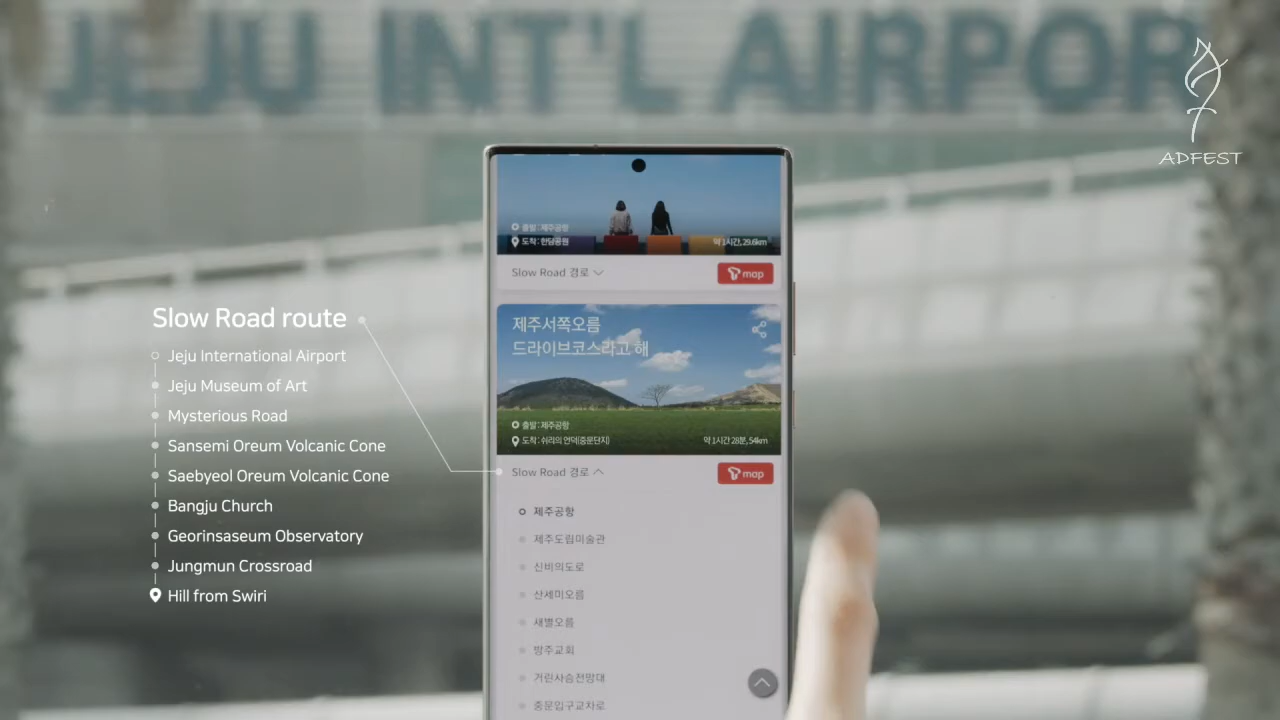 JEJU INT'L AIRPORT
ADFEST
출발 : 제주공항
도착 : 한담공원
약 1시간, 29.6km
Slow Road 경로
T map
제주서쪽오름
드라이브코스라고 해
출발 : 제주공항
도착 : 쉬리의 언덕(중문단지)
약 1시간 28분, 54km
Slow Road 경로
T map
제주공항
제주도립미술관
신비의도로
산세미오름
새별오름
방주교회
거린사슴전망대
중문입구교차로
Slow Road route
Jeju International Airport
Jeju Museum of Art
Mysterious Road
Sansemi Oreum Volcanic Cone
Saebyeol Oreum Volcanic Cone
Bangju Church
Georinsaseum Observatory
Jungmun Crossroad
Hill from Swiri